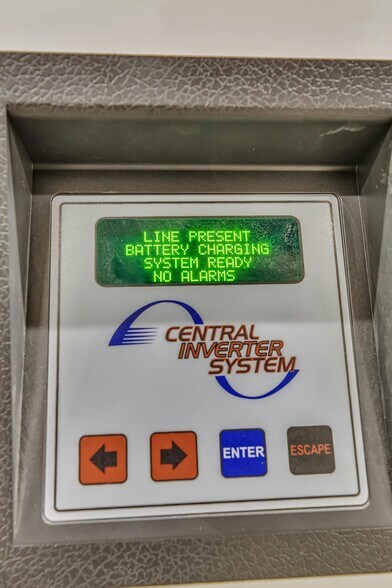 LINE PRESENT
BATTERY CHARGING
SYSTEM READY
NO ALARMS
CENTRAL
INVERTER
SYSTEM
ENTER
ESCAPE